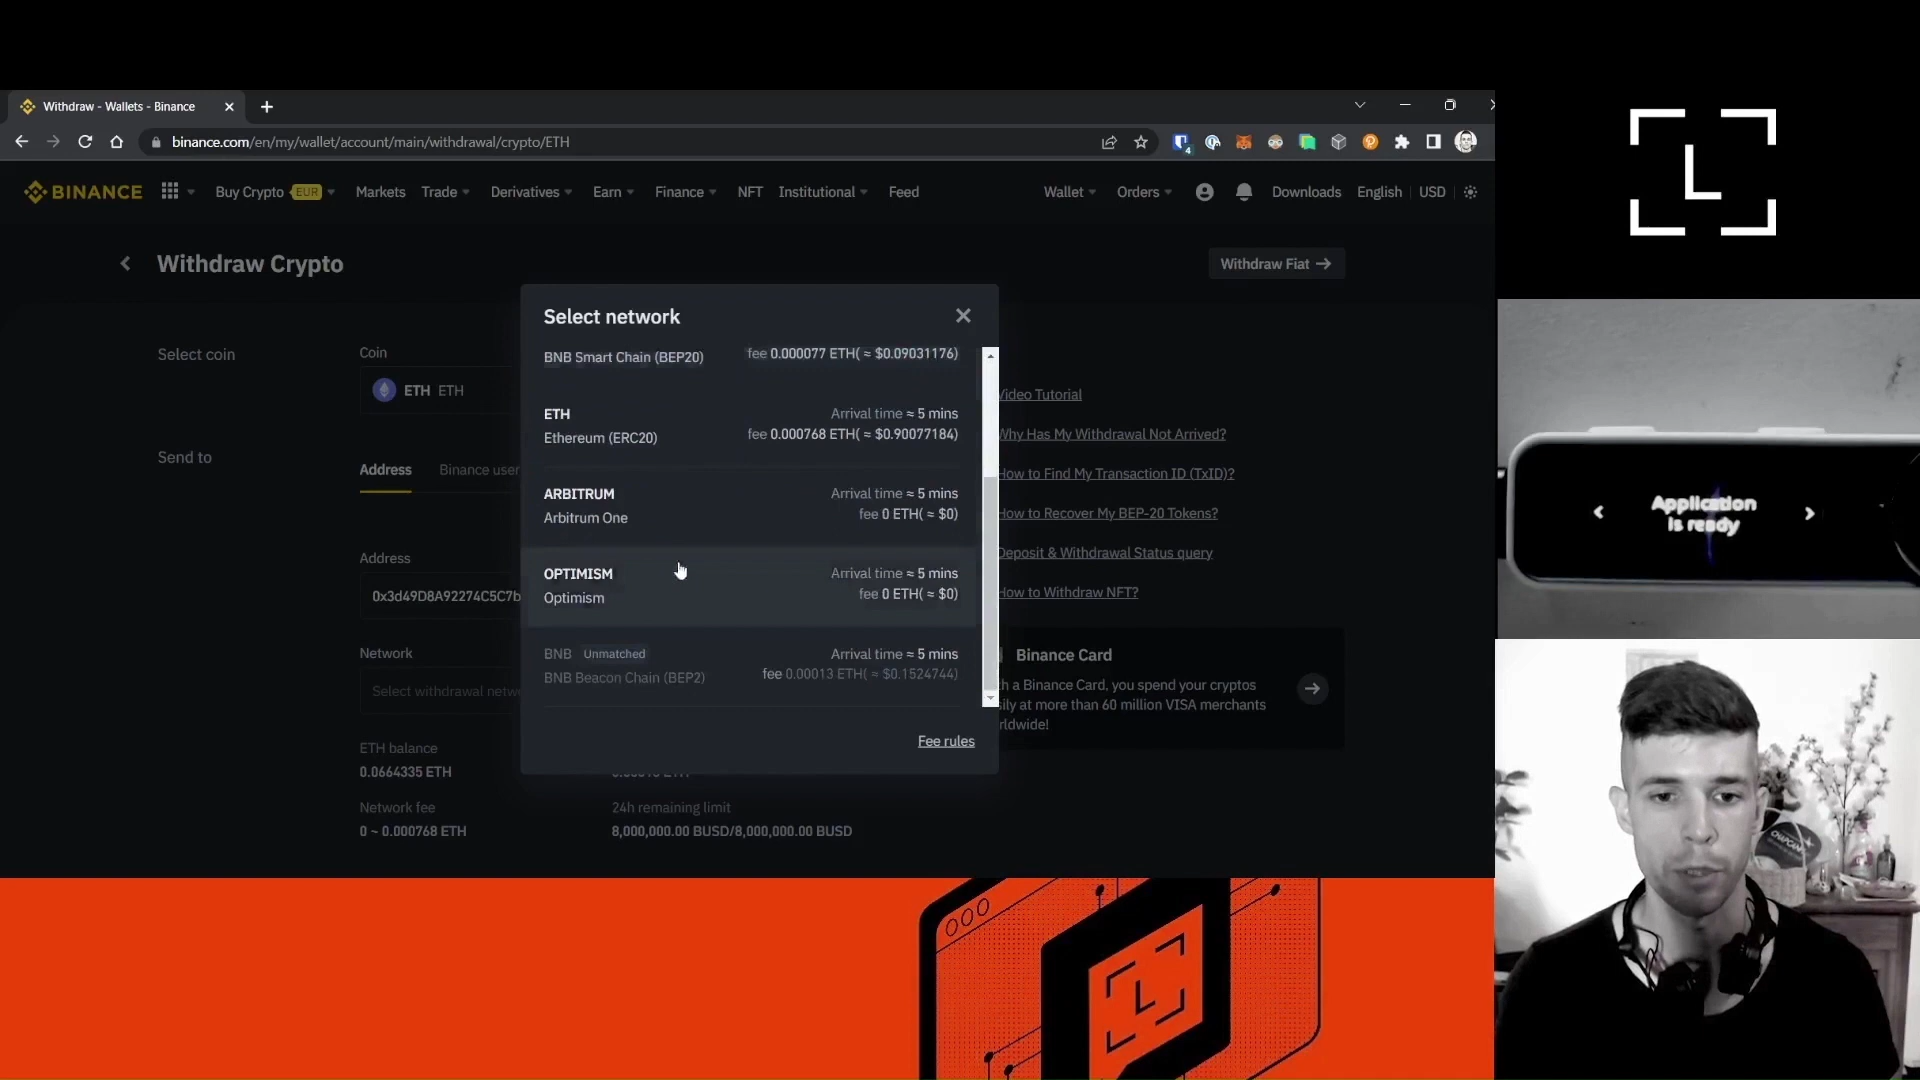 Withdraw - Wallets - Binance
binance.com/en/my/wallet/account/main/withdrawal/crypto/ETH
4
BINANCE
Buy Crypto EUR
Markets
Trade
Derivatives
Earn
Finance
NFT
Institutional
Feed
Wallet
Orders
Downloads
English
USD
Withdraw Crypto
Withdraw Fiat
Select network
Select coin
Coin
ETH ETH
Send to
Address
Binance user
Address
0x3d49D8A92274C5C7b
Network
Select withdrawal netw
ETH balance
0.0664335 ETH
Network fee
0 ~ 0.000768 ETH
24h remaining limit
8,000,000.00 BUSD/8,000,000.00 BUSD
BNB Smart Chain (BEP20)
fee 0.000077 ETH( ≈ $0.09031176)
ETH
Arrival time ≈ 5 mins
Ethereum (ERC20)
fee 0.000768 ETH( ≈ $0.90077184)
ARBITRUM
Arrival time ≈ 5 mins
Arbitrum One
fee 0 ETH( ≈ $0)
OPTIMISM
Arrival time ≈ 5 mins
Optimism
fee 0 ETH( ≈ $0)
BNB Unmatched
Arrival time ≈ 5 mins
BNB Beacon Chain (BEP2)
fee 0.00013 ETH( ≈ $0.1524744)
Fee rules
Video Tutorial
Why Has My Withdrawal Not Arrived?
How to Find My Transaction ID (TxID)?
How to Recover My BEP-20 Tokens?
Deposit & Withdrawal Status query
How to Withdraw NFT?
Binance Card
h a Binance Card, you spend your cryptos
sily at more than 60 million VISA merchants
rldwide!
L
Application
is ready
L